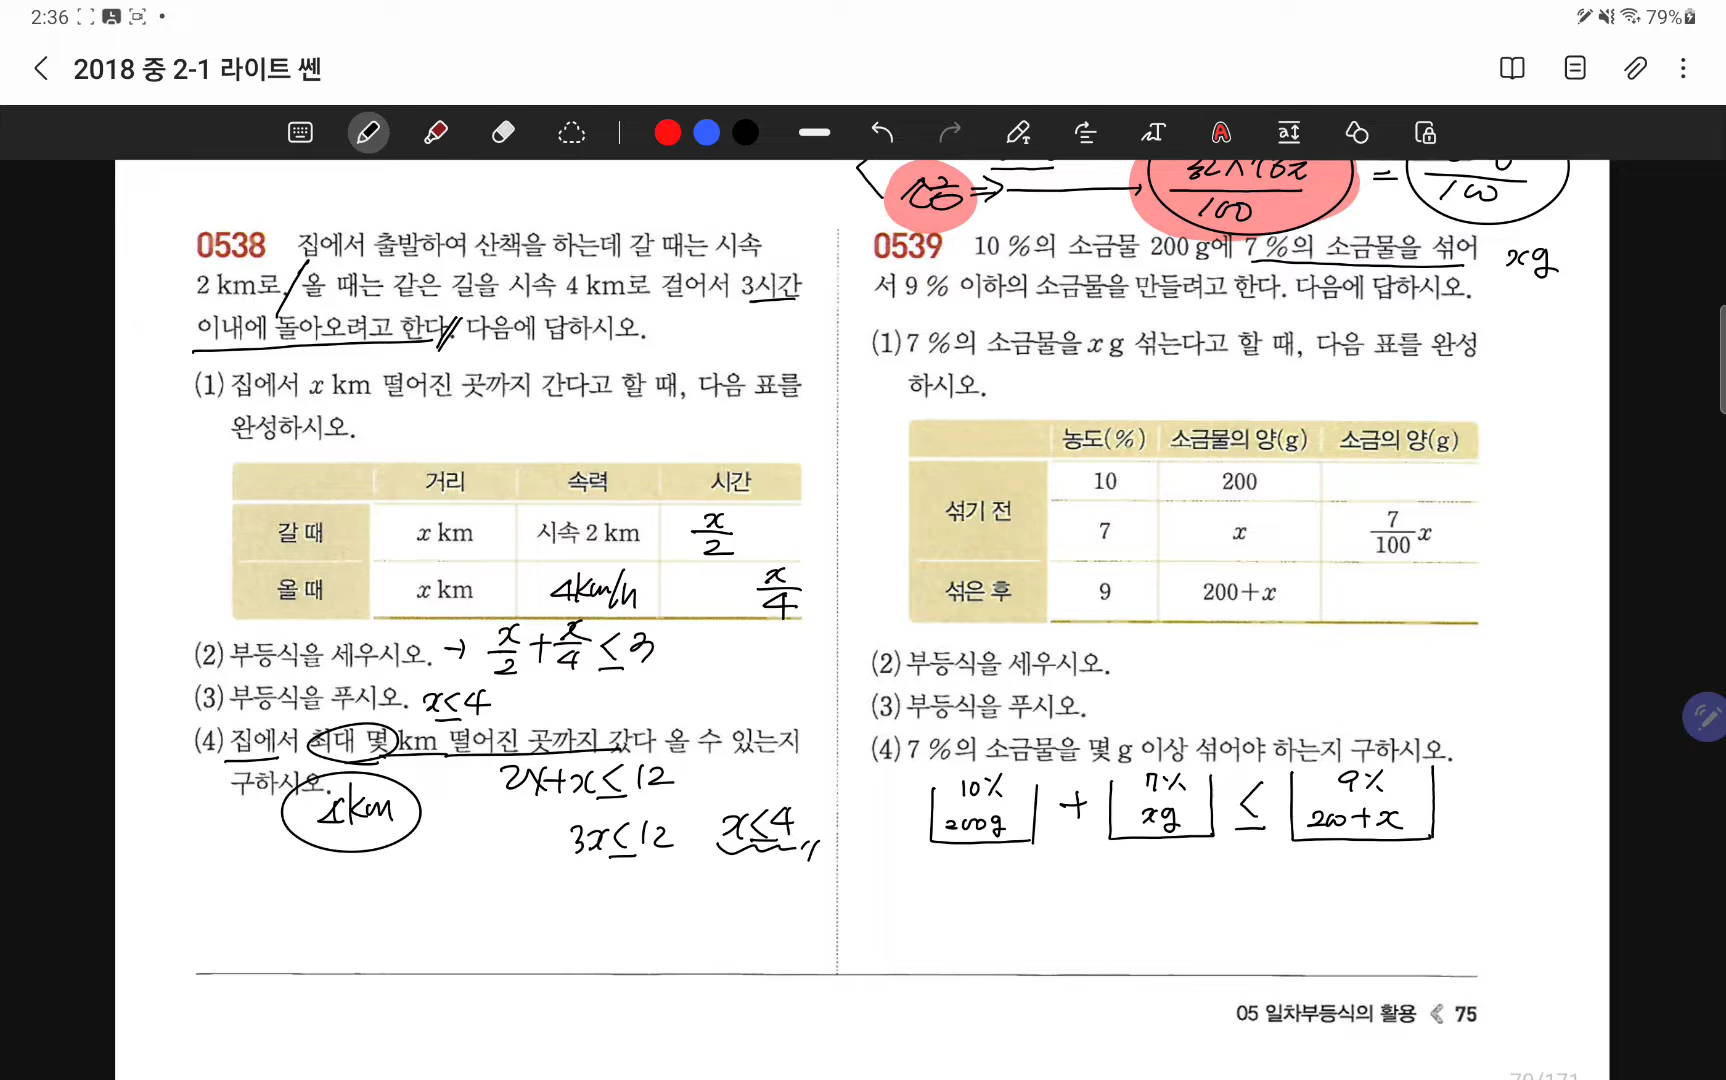 2:36
79%
2018 중 2-1 라이트 쎈
100
=
100
0538 집에서 출발하여 산책을 하는데 갈 때는 시속
2 km로, 올 때는 같은 길을 시속 4 km로 걸어서 3시간
이내에 돌아오려고 한다. 다음에 답하시오.
(1) 집에서 x km 떨어진 곳까지 간다고 할 때, 다음 표를
완성하시오.
거리 속력 시간
갈 때 x km 시속 2 km x/2
올 때 x km 4km/h x/4
(2) 부등식을 세우시오. → x/2 + x/4 ≤ 3
(3) 부등식을 푸시오. x≤4
(4) 집에서 최대 몇 km 떨어진 곳까지 갔다 올 수 있는지
구하시오.
4km
2x+x≤12
3x≤12 x≤4
0539 10 %의 소금물 200 g에 7 %의 소금물을 섞어
xg
서 9 % 이하의 소금물을 만들려고 한다. 다음에 답하시오.
(1) 7 %의 소금물을 x g 섞는다고 할 때, 다음 표를 완성
하시오.
농도(%) 소금물의 양(g) 소금의 양(g)
섞기 전 10 200
7 x 7/100 x
섞은 후 9 200+x
(2) 부등식을 세우시오.
(3) 부등식을 푸시오.
(4) 7 %의 소금물을 몇 g 이상 섞어야 하는지 구하시오.
10% 7% 9%
200g + xg ≤ 200+x
05 일차부등식의 활용 75